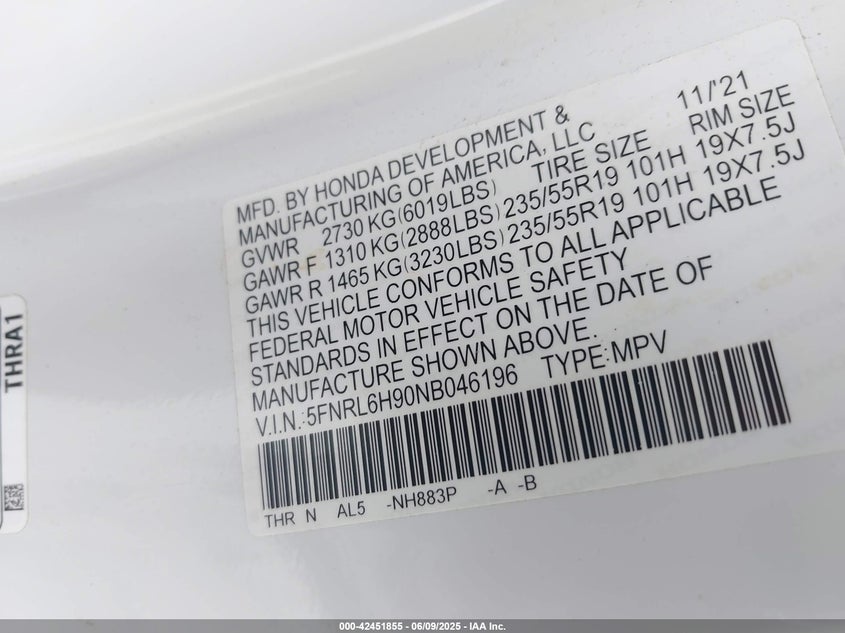 MFD. BY HONDA DEVELOPMENT & 11/'21
MANUFACTURING OF AMERICA, LLC TIRE SIZE RIM SIZE
GVWR 2730 KG(6019LBS)
GAWR F 1310 KG(2888LBS) 235/55R19 101H 19X7.5J
GAWR R 1465 KG(3230LBS) 235/55R19 101H 19X7.5J
THIS VEHICLE CONFORMS TO ALL APPLICABLE
FEDERAL MOTOR VEHICLE SAFETY
STANDARDS IN EFFECT ON THE DATE OF
MANUFACTURE SHOWN ABOVE.
V.I.N.:5FNRL6H90NB046196 TYPE:MPV
THR N AL5 -NH883P -A -B
THRA1
000-42451855 - 06/09/2025 - IAA Inc.